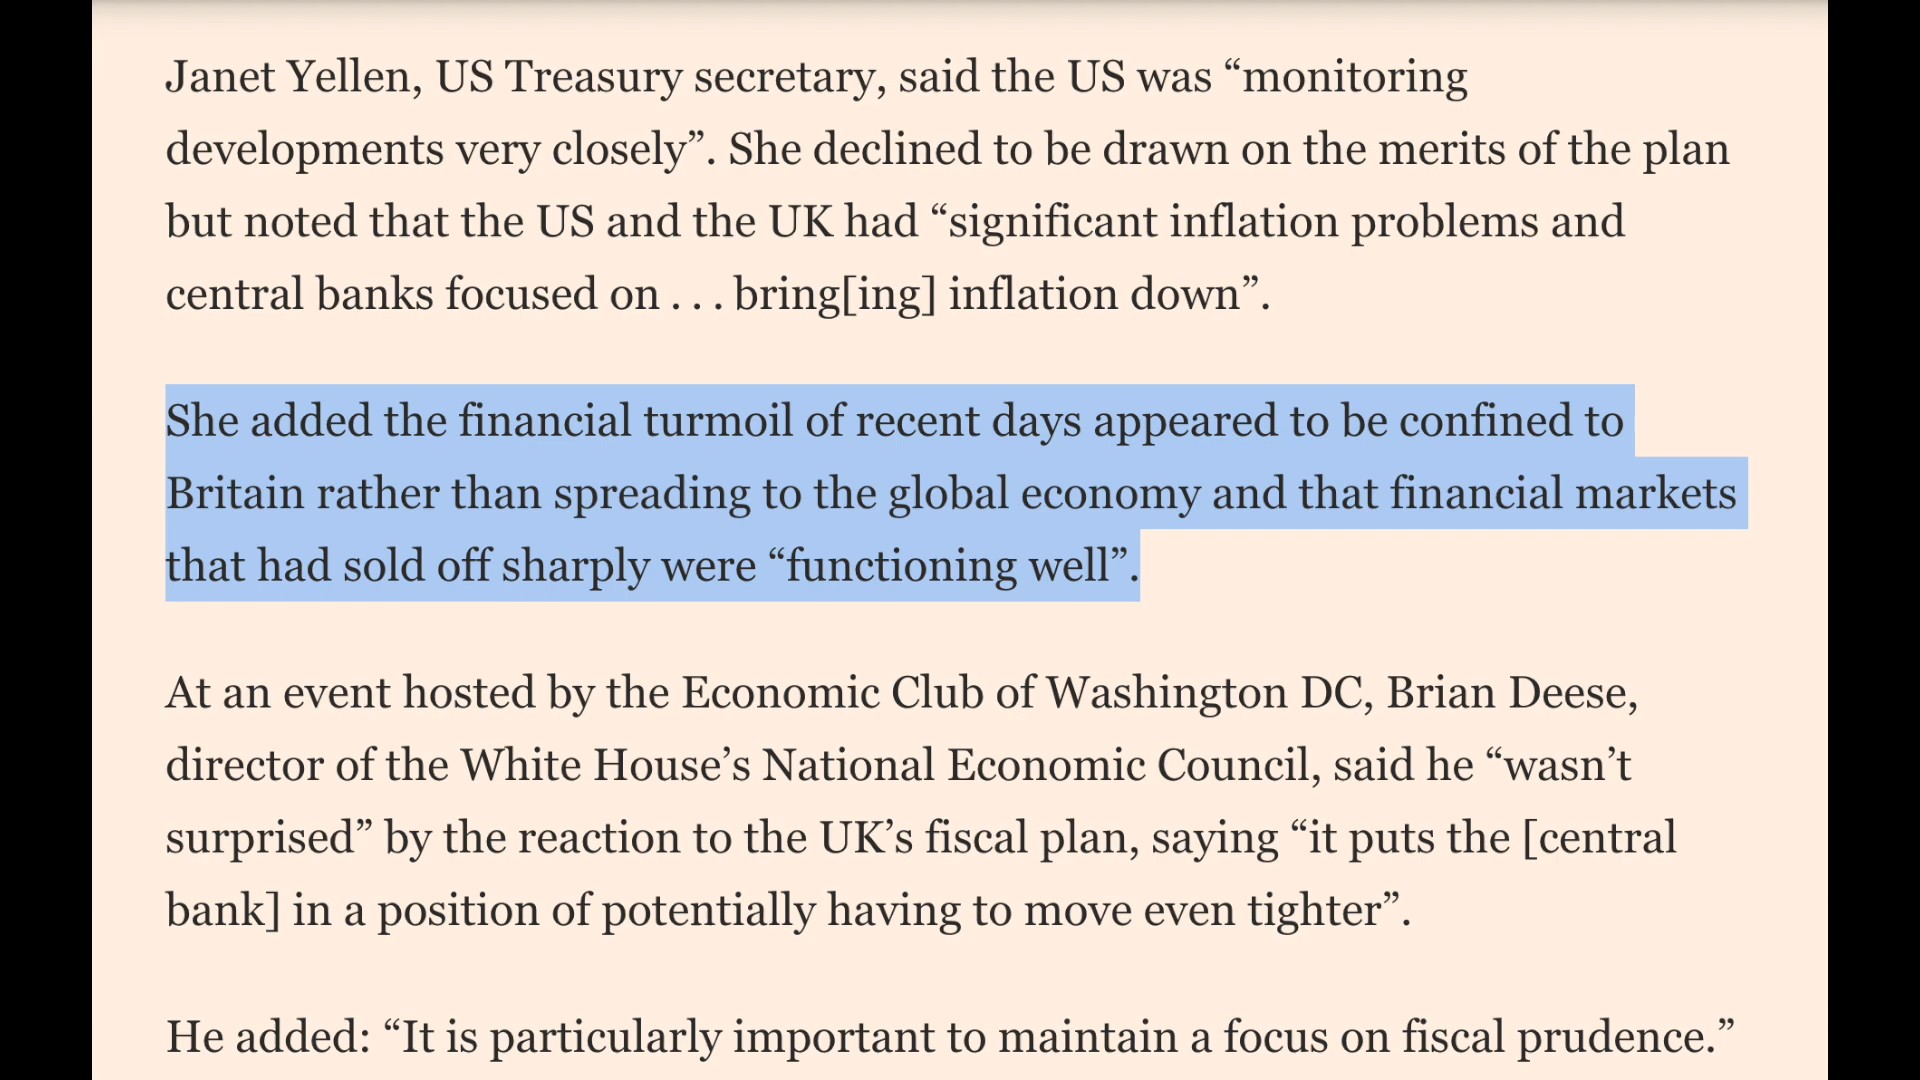 Janet Yellen, US Treasury secretary, said the US was “monitoring
developments very closely”. She declined to be drawn on the merits of the plan
but noted that the US and the UK had “significant inflation problems and
central banks focused on . . . bring[ing] inflation down”.
She added the financial turmoil of recent days appeared to be confined to
Britain rather than spreading to the global economy and that financial markets
that had sold off sharply were “functioning well”.
At an event hosted by the Economic Club of Washington DC, Brian Deese,
director of the White House’s National Economic Council, said he “wasn’t
surprised” by the reaction to the UK’s fiscal plan, saying “it puts the [central
bank] in a position of potentially having to move even tighter”.
He added: “It is particularly important to maintain a focus on fiscal prudence.”